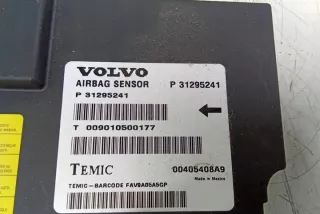 VOLVO
AIRBAG SENSOR P 31295241
P 31295241
T 009010500177
TEMIC 00405408A9
Made in Mexico
TEMIC-BARCODE FAV9A05A5GP